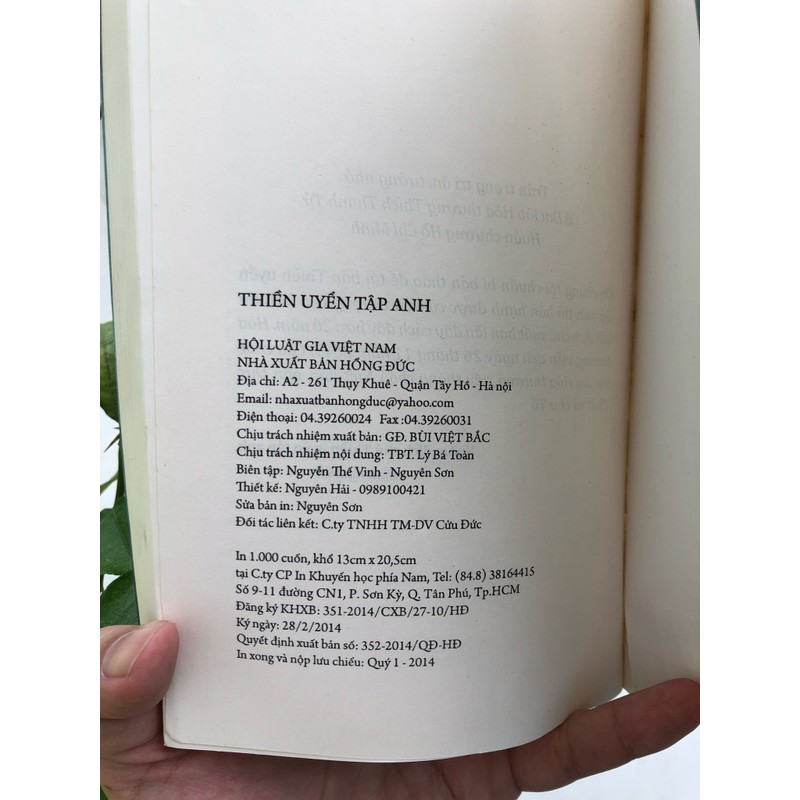 THIỀN UYỂN TẬP ANH
HỘI LUẬT GIA VIỆT NAM
NHÀ XUẤT BẢN HỒNG ĐỨC
Địa chỉ: A2 - 261 Thụy Khuê - Quận Tây Hồ - Hà nội
Email: nhaxuatbanhongduc@yahoo.com
Điện thoại: 04.39260024 Fax :04.39260031
Chịu trách nhiệm xuất bản: GĐ. BÙI VIỆT BẮC
Chịu trách nhiệm nội dung: TBT. Lý Bá Toàn
Biên tập: Nguyễn Thế Vinh - Nguyễn Sơn
Thiết kế: Nguyễn Hải - 0989100421
Sửa bản in: Nguyễn Sơn
Đối tác liên kết: C.ty TNHH TM-DV Cửu Đức
In 1.000 cuốn, khổ 13cm x 20,5cm
tại C.ty CP In Khuyến học phía Nam, Tel: (84.8) 38164415
Số 9-11 đường CN1, P. Sơn Kỳ, Q. Tân Phú, Tp.HCM
Đăng ký KHXB: 351-2014/CXB/27-10/HĐ
Ký ngày: 28/2/2014
Quyết định xuất bản số: 352-2014/QĐ-HĐ
In xong và nộp lưu chiểu: Quý 1 - 2014